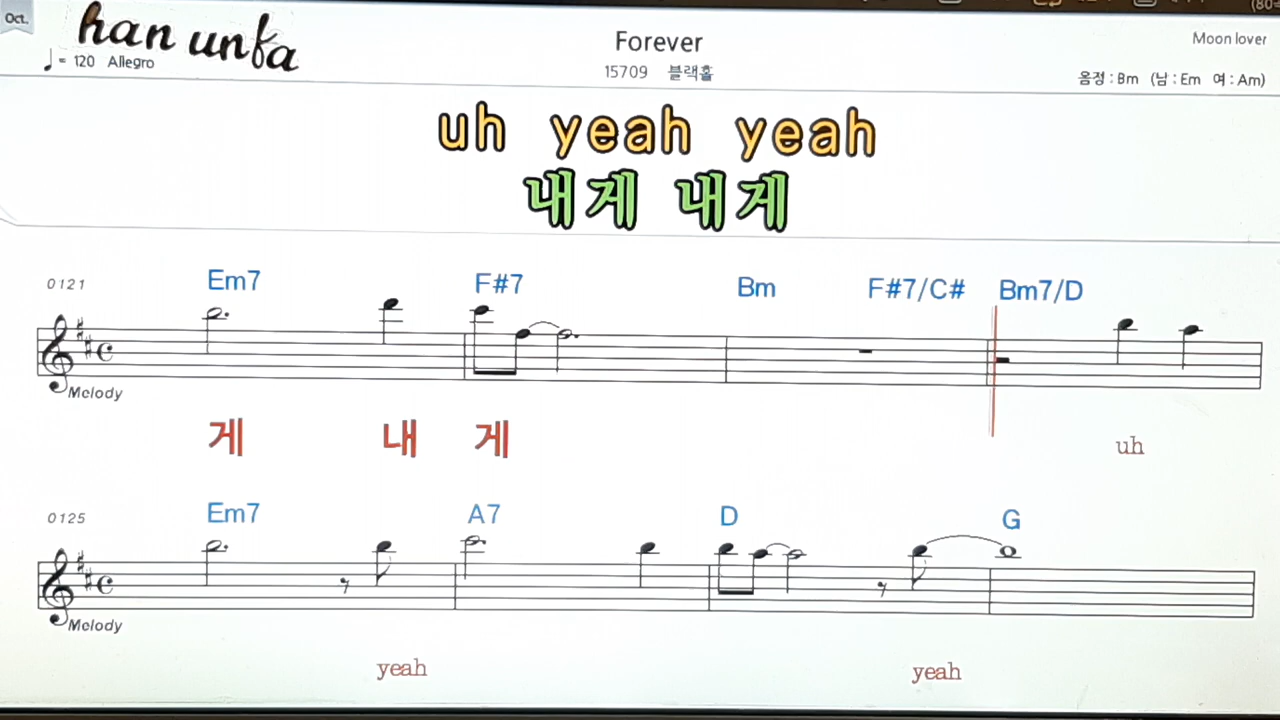 Oct.
han unfa
♩ = 120 Allegro
Forever
15709 블랙홀
Moon lover
음정 : Bm (남 : Em 여 : Am)
uh yeah yeah
내게 내게
0121 Em7 F#7 Bm F#7/C# Bm7/D
Melody
게 내 게 uh
0125 Em7 A7 D G
Melody
yeah yeah